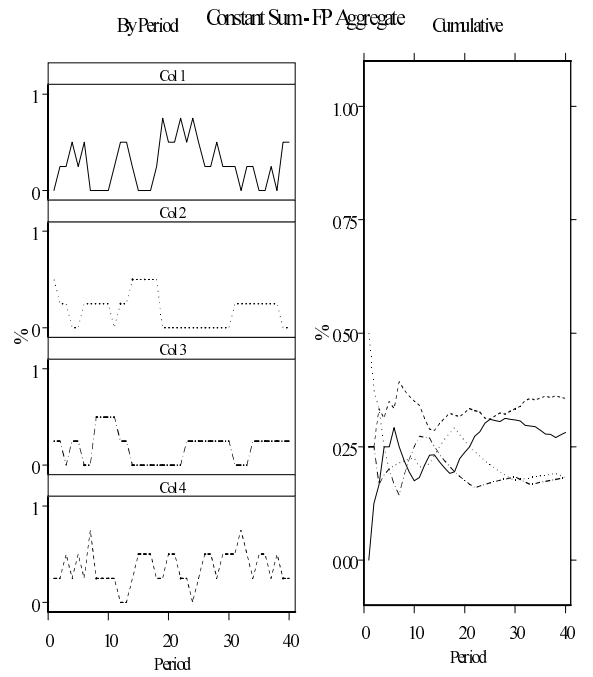 Constant Sum - FP Aggregate
By Period
Cumulative
Col 1
1
0
Col 2
1
0
%
Col 3
1
0
Col 4
1
0
0 10 20 30 40
Period
1.00
0.75
0.50
%
0.25
0.00
0 10 20 30 40
Period